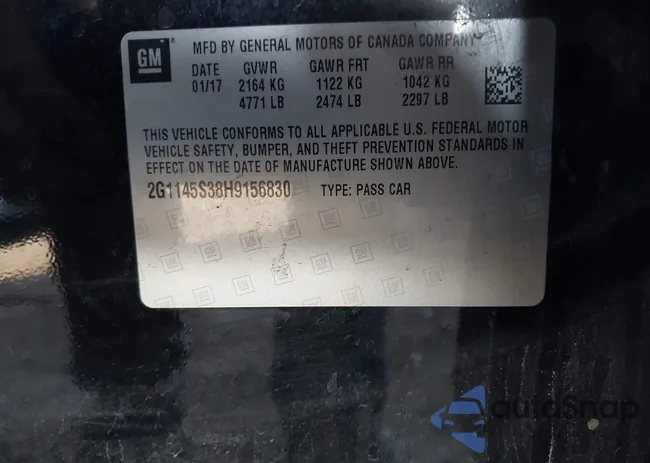 GM
MFD BY GENERAL MOTORS OF CANADA COMPANY
DATE GVWR GAWR FRT GAWR RR
01/17 2164 KG 1122 KG 1042 KG
4771 LB 2474 LB 2297 LB
THIS VEHICLE CONFORMS TO ALL APPLICABLE U.S. FEDERAL MOTOR
VEHICLE SAFETY, BUMPER, AND THEFT PREVENTION STANDARDS IN
EFFECT ON THE DATE OF MANUFACTURE SHOWN ABOVE.
2G1145S38H9156830 TYPE: PASS CAR
autoSnap